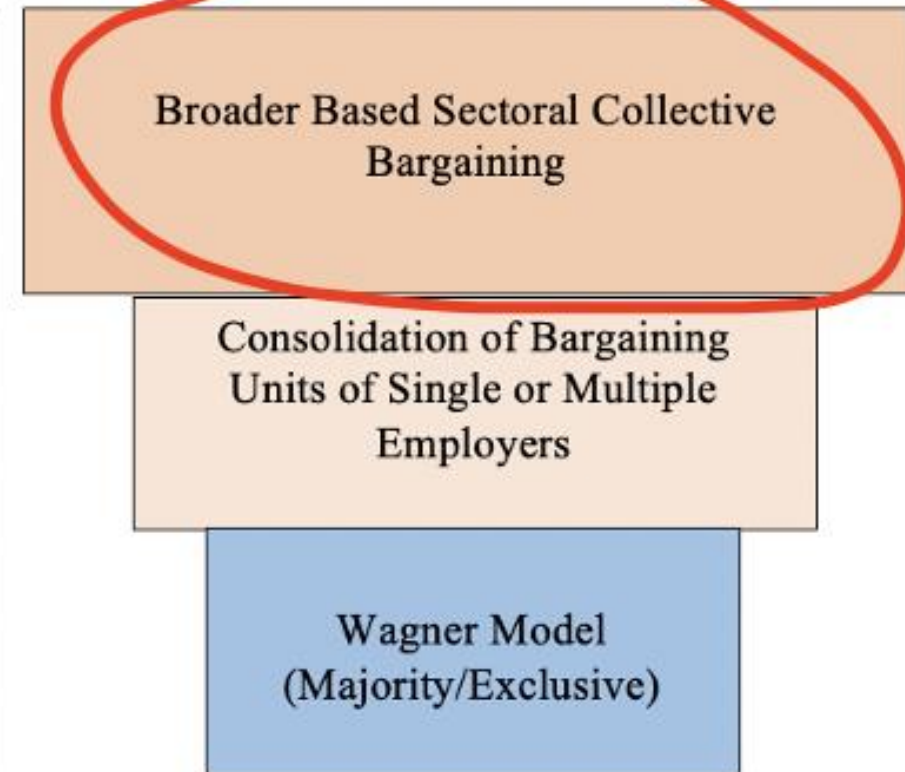 Broader Based Sectoral Collective
Bargaining
Consolidation of Bargaining
Units of Single or Multiple
Employers
Wagner Model
(Majority/Exclusive)